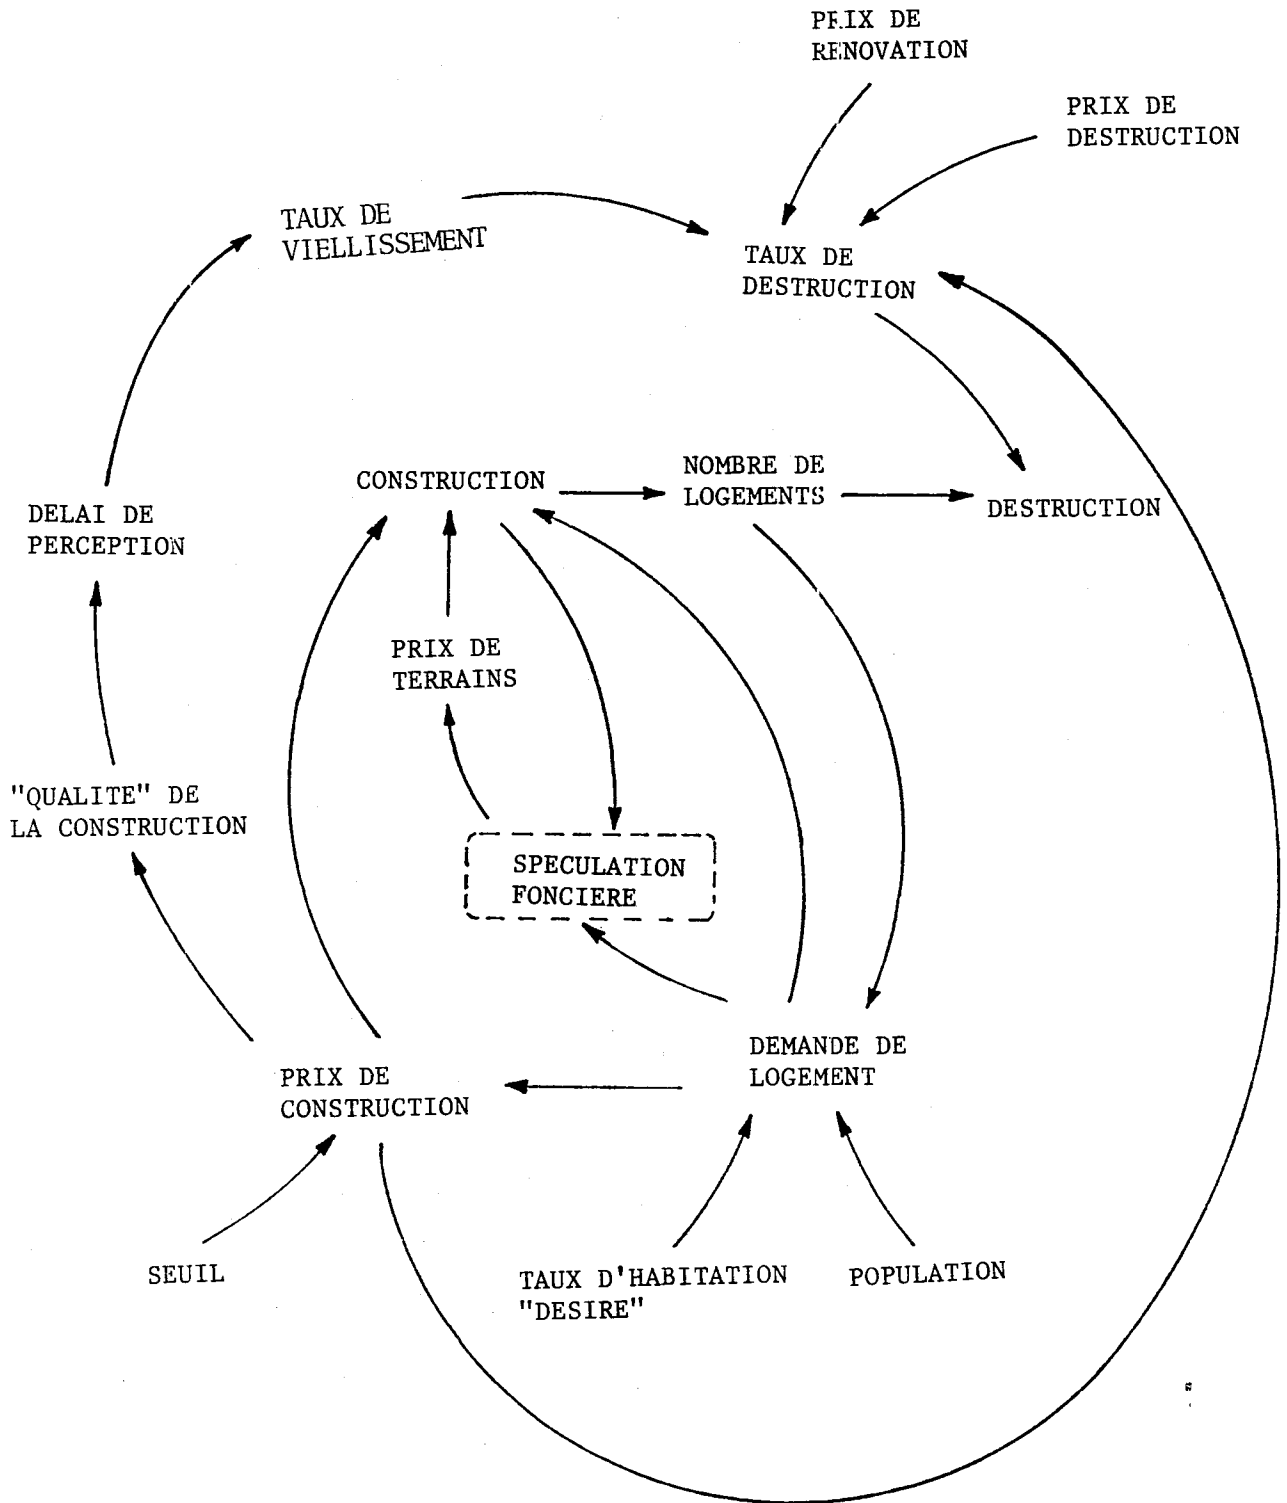 PRIX DE
RENOVATION
PRIX DE
DESTRUCTION
TAUX DE
VIELLISSEMENT
TAUX DE
DESTRUCTION
CONSTRUCTION
NOMBRE DE
LOGEMENTS
DESTRUCTION
DELAI DE
PERCEPTION
PRIX DE
TERRAINS
"QUALITE" DE
LA CONSTRUCTION
SPECULATION
FONCIERE
DEMANDE DE
LOGEMENT
PRIX DE
CONSTRUCTION
SEUIL
TAUX D'HABITATION
"DESIRE"
POPULATION